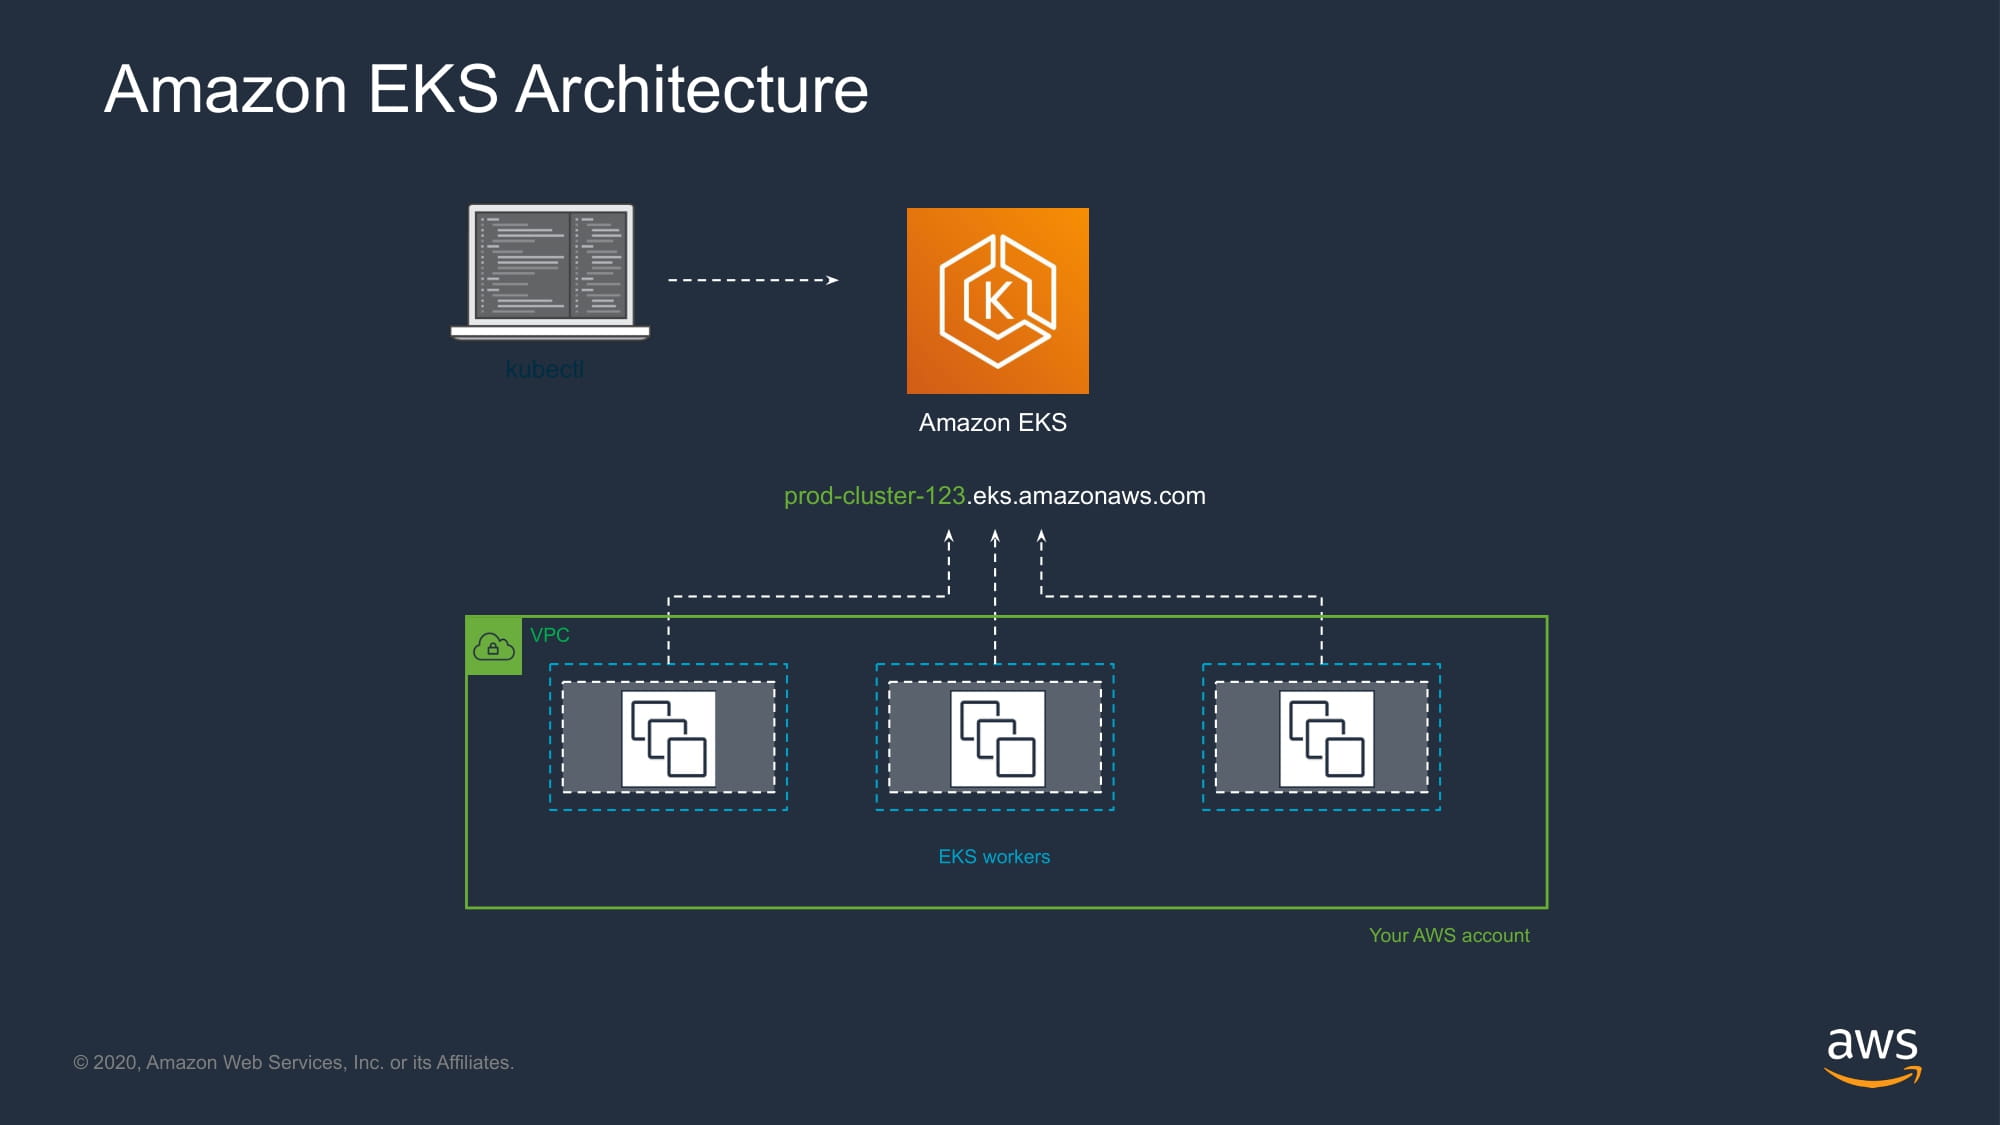 Amazon EKS Architecture
kubectl
K
Amazon EKS
prod-cluster-123.eks.amazonaws.com
VPC
EKS workers
Your AWS account
© 2020, Amazon Web Services, Inc. or its Affiliates.
aws